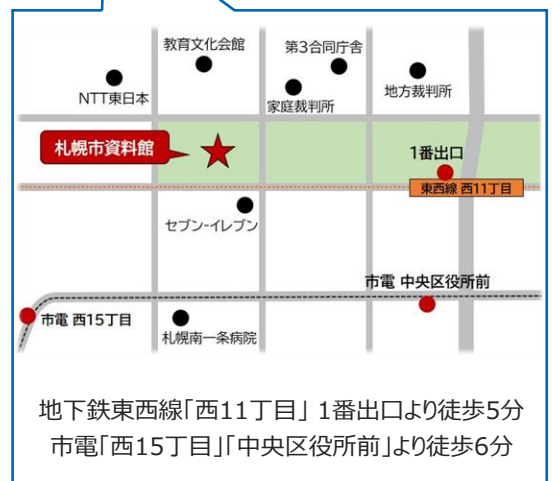 教育文化会館
第3合同庁舎
NTT東日本
家庭裁判所
地方裁判所
札幌市資料館
1番出口
東西線 西11丁目
セブン-イレブン
市電 中央区役所前
市電 西15丁目
札幌南一条病院
地下鉄東西線「西11丁目」 1番出口より徒歩5分
市電「西15丁目」「中央区役所前」より徒歩6分